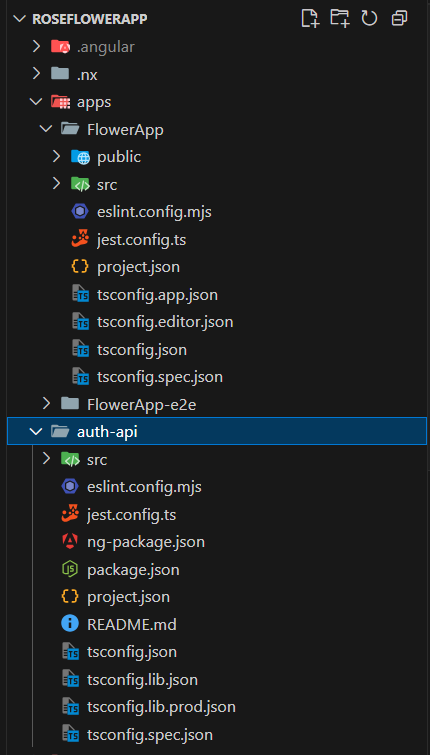 ROSEFLOWERAPP
.angular
.nx
apps
FlowerApp
public
src
eslint.config.mjs
jest.config.ts
project.json
tsconfig.app.json
tsconfig.editor.json
tsconfig.json
tsconfig.spec.json
FlowerApp-e2e
auth-api
src
eslint.config.mjs
jest.config.ts
ng-package.json
package.json
project.json
README.md
tsconfig.json
tsconfig.lib.json
tsconfig.lib.prod.json
tsconfig.spec.json